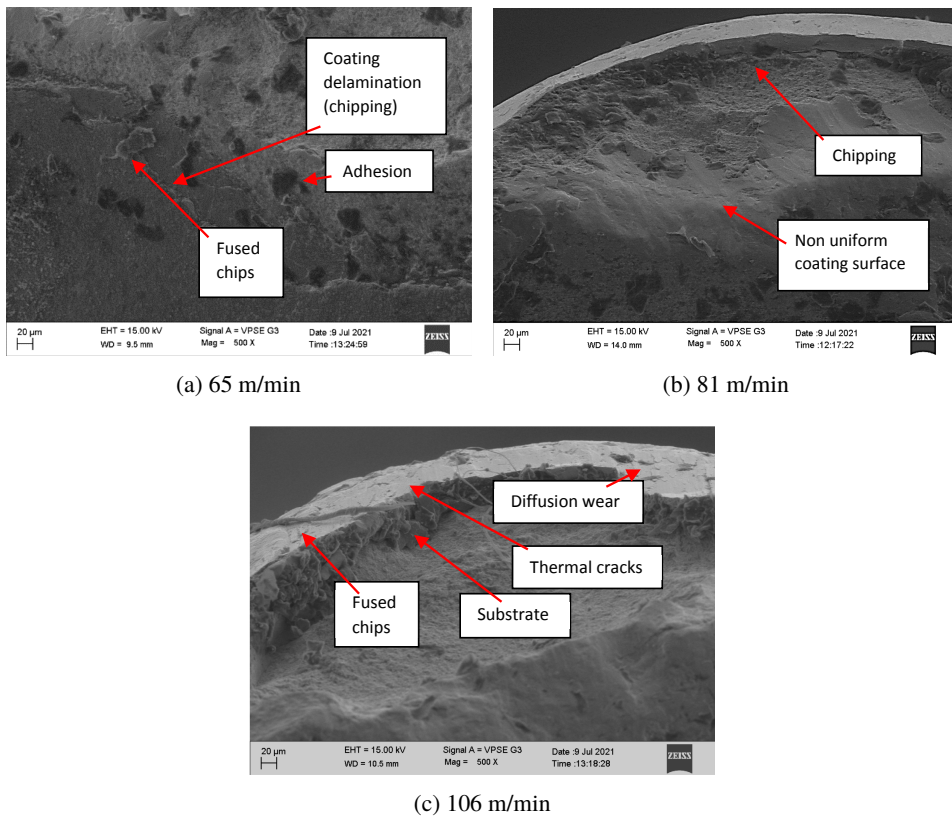 Coating
delamination
(chipping)
Adhesion
Fused
chips
20 µm
EHT = 15.00 kV
Signal A = VPSE G3
Date :9 Jul 2021
WD = 9.5 mm
Mag = 500 X
Time :13:24:59
ZEISS
(a) 65 m/min
Chipping
Non uniform
coating surface
20 µm
EHT = 15.00 kV
Signal A = VPSE G3
Date :9 Jul 2021
WD = 14.0 mm
Mag = 500 X
Time :12:17:22
ZEISS
(b) 81 m/min
Diffusion wear
Thermal cracks
Fused
chips
Substrate
20 µm
EHT = 15.00 kV
Signal A = VPSE G3
Date :9 Jul 2021
WD = 10.5 mm
Mag = 500 X
Time :13:18:28
ZEISS
(c) 106 m/min